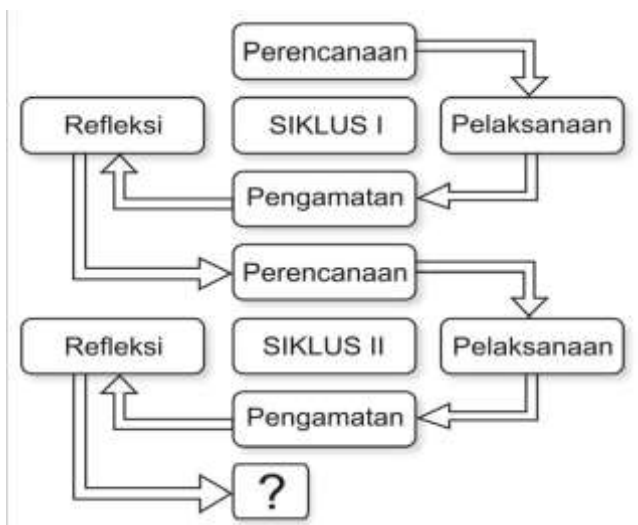 Perencanaan
Refleksi
SIKLUS I
Pelaksanaan
Pengamatan
Perencanaan
Refleksi
SIKLUS II
Pelaksanaan
Pengamatan
?